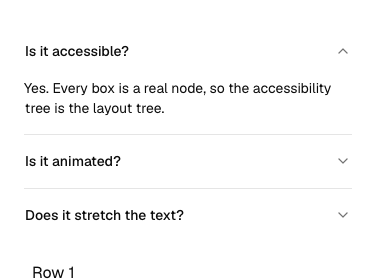 Is it accessible?
Yes. Every box is a real node, so the accessibility
tree is the layout tree.
Is it animated?
Does it stretch the text?
Row 1